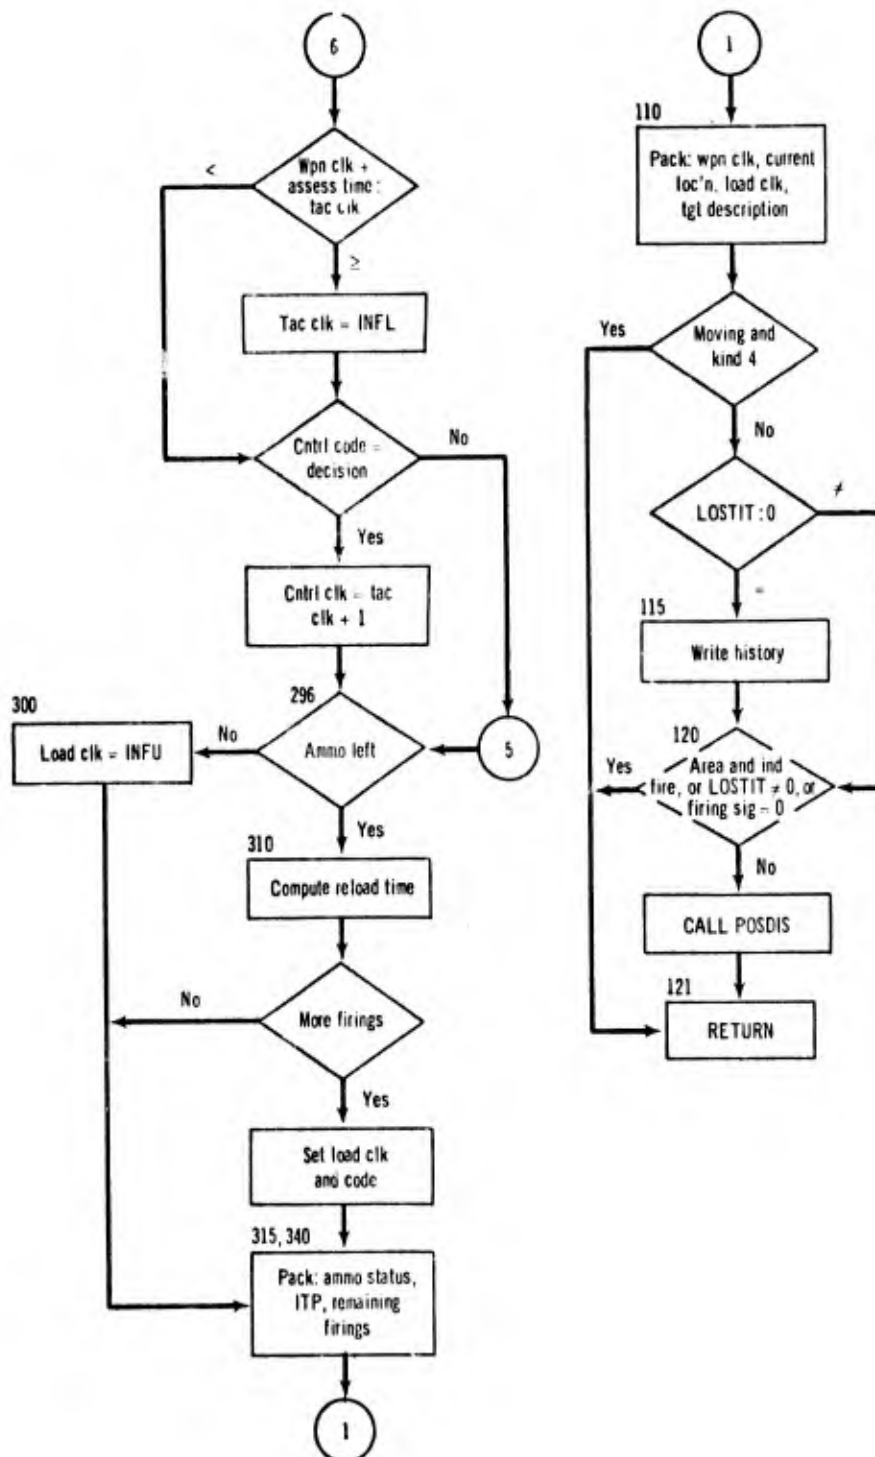 6
Wpn clk +
assess time :
tac clk
<
≥
Tac clk = INFL
Cntrl code =
decision
No
Yes
Cntrl clk = tac
clk + 1
296
Ammo left
5
300
No
Load clk = INFU
Yes
310
Compute reload time
No
More firings
Yes
Set load clk
and code
315, 340
Pack: ammo status,
ITP, remaining
firings
1
1
110
Pack: wpn clk, current
loc'n, load clk,
tgt description
Yes
Moving and
kind 4
No
LOSTIT : 0
≠
=
115
Write history
120
Yes
Area and ind
fire, or LOSTIT ≠ 0, or
firing sig = 0
No
CALL POSDIS
121
RETURN